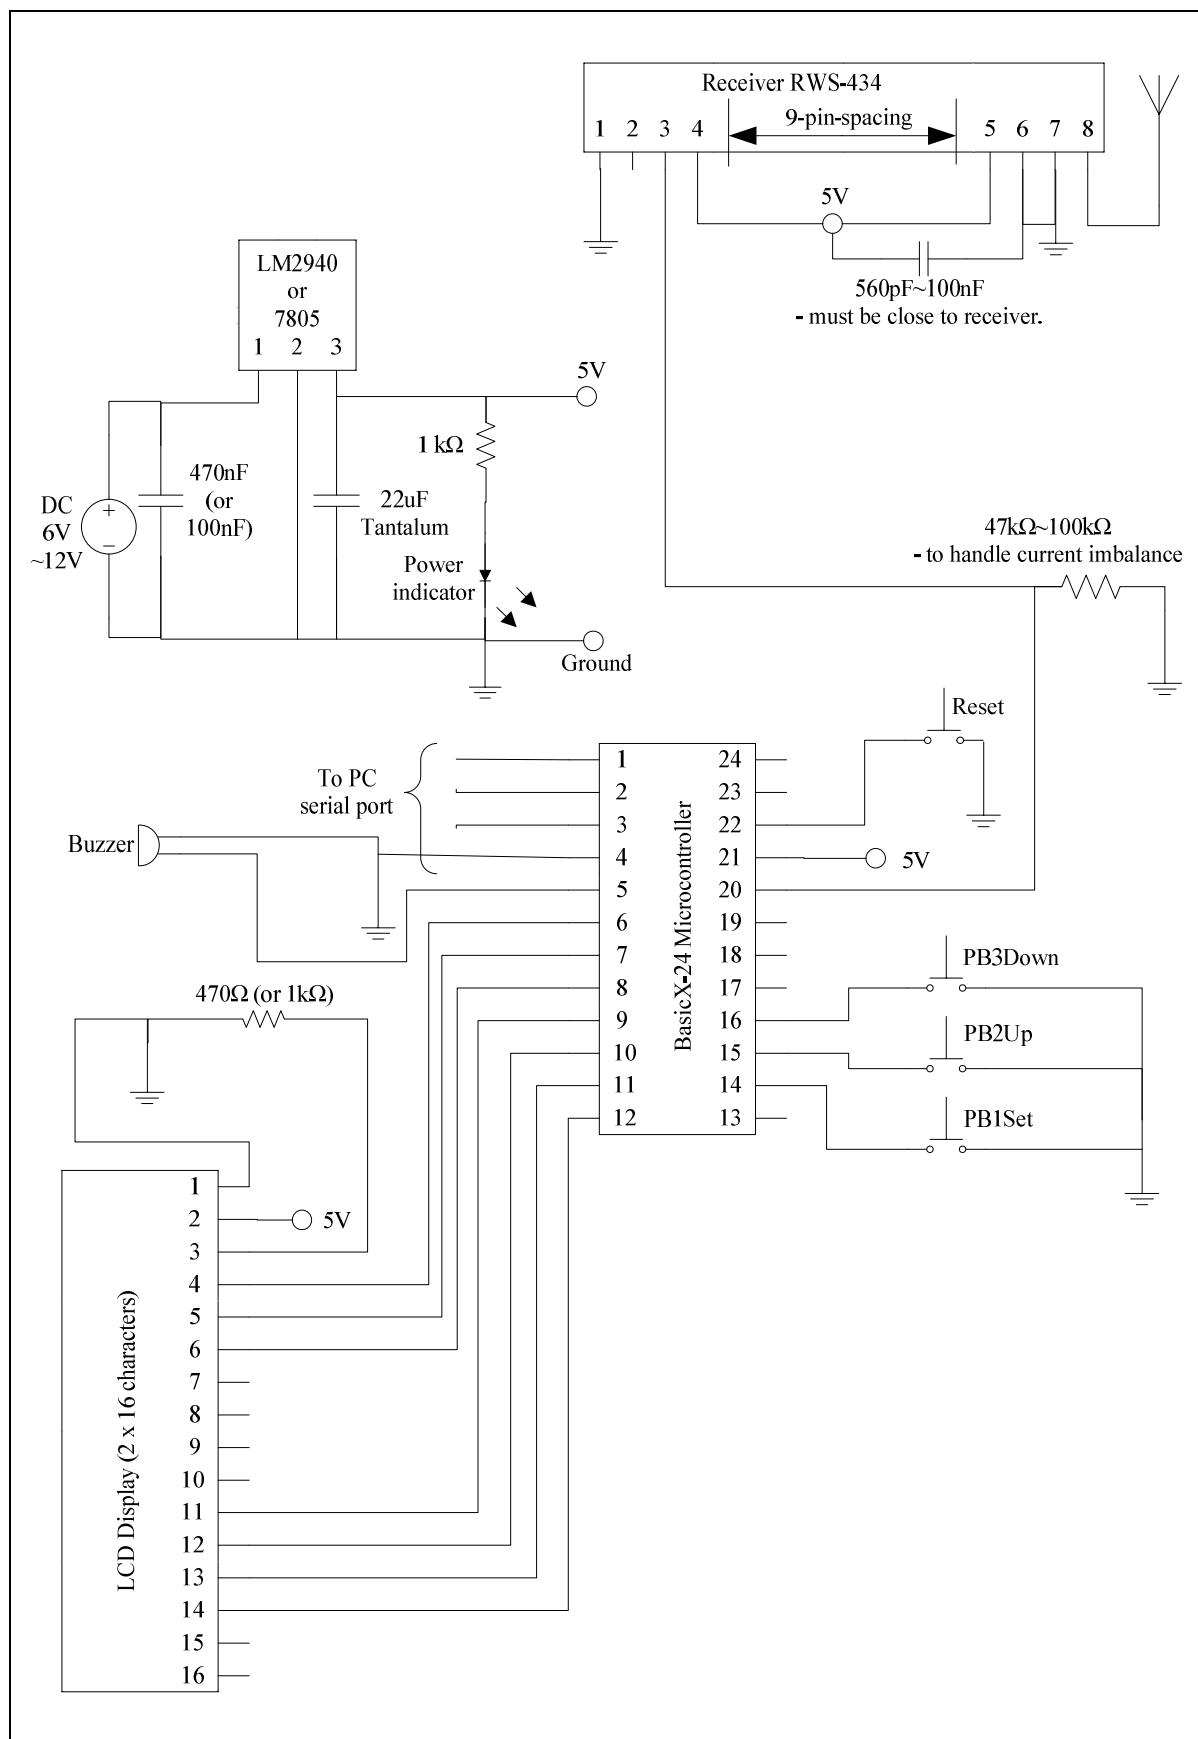 Receiver RWS-434
9-pin-spacing
1 2 3 4 5 6 7 8
5V
560pF~100nF
- must be close to receiver.
LM2940
or
7805
1 2 3
5V
1 kΩ
470nF
(or
100nF)
22uF
Tantalum
DC
6V
~12V
+
−
Power
indicator
Ground
47kΩ~100kΩ
- to handle current imbalance
Reset
To PC
serial port
Buzzer
BasicX-24 Microcontroller
1 24
2 23
3 22
4 21
5V
5 20
6 19
7 18
8 17
9 16
10 15
11 14
12 13
PB3Down
PB2Up
PB1Set
470Ω (or 1kΩ)
LCD Display (2 x 16 characters)
1
2
5V
3
4
5
6
7
8
9
10
11
12
13
14
15
16